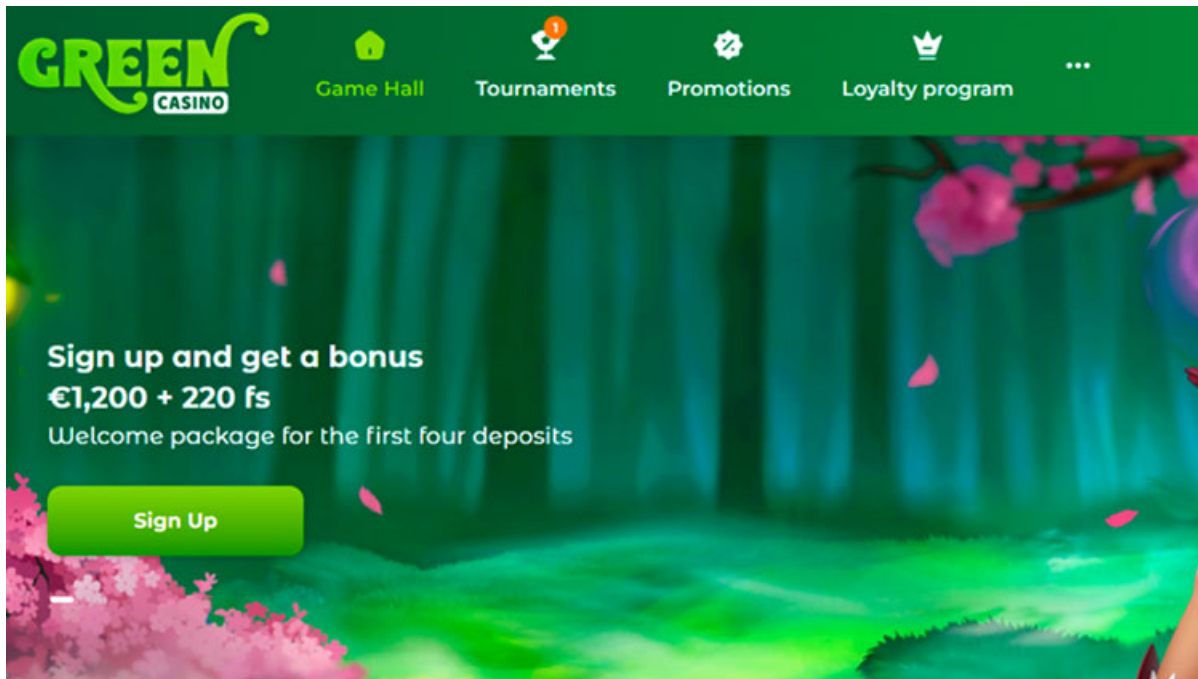 GREEN
CASINO
Game Hall
1
Tournaments
Promotions
Loyalty program
Sign up and get a bonus
€1,200 + 220 fs
Welcome package for the first four deposits
Sign Up